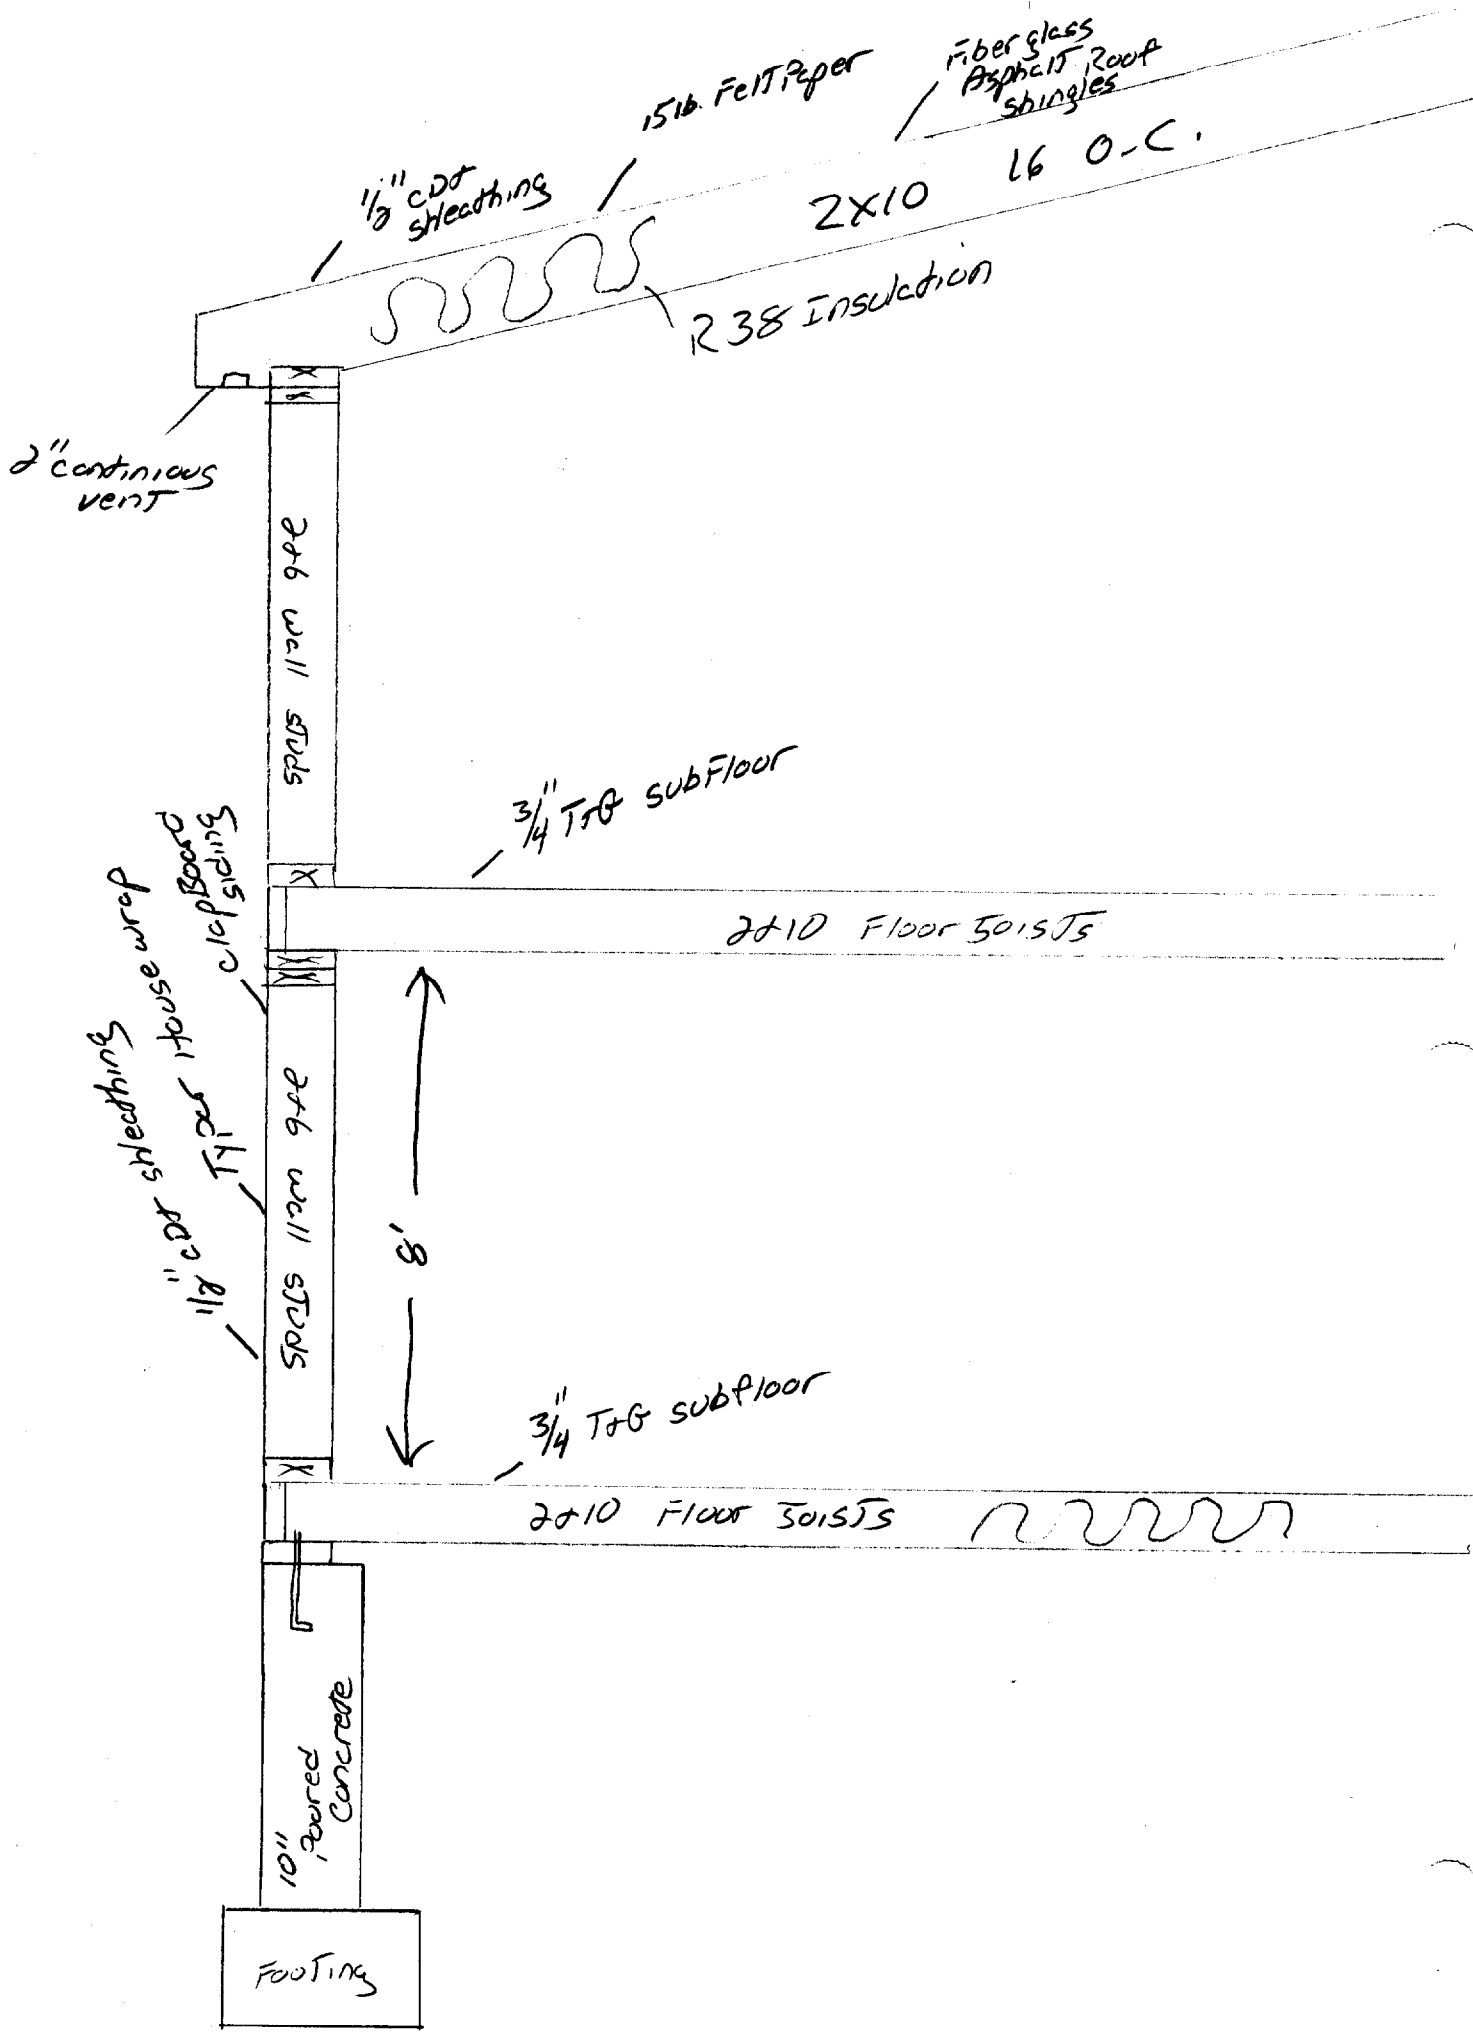 Fiberglass
Asphalt Roof
shingles
15lb. Felt Paper
1/2" CDX
sheathing
2x10 16 O.C.
R38 Insulation
2" continious
vent
2x6 wall studs
3/4" T+G subfloor
Clapboard
siding
2x10 Floor Joists
Typar House wrap
1/2" CDX sheathing
2x6 wall studs
8'
3/4" T+G subfloor
2x10 Floor Joists
10"
Poured
Concrete
Footing